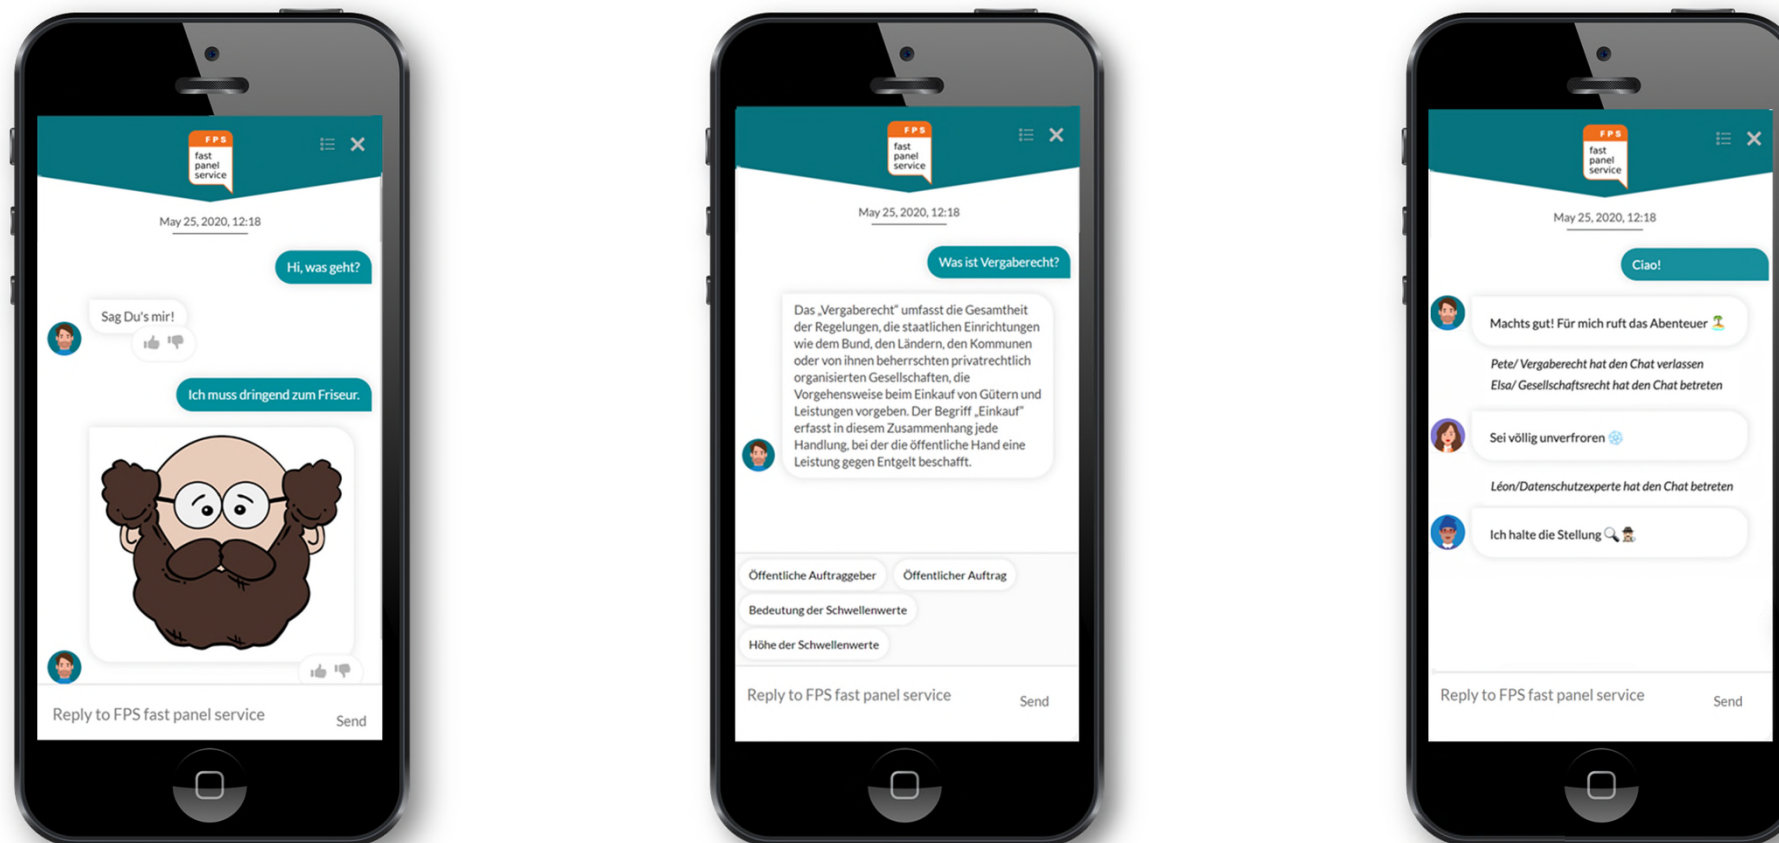 FPS
fast
panel
service
May 25, 2020, 12:18
Hi, was geht?
Sag Du's mir!
Ich muss dringend zum Friseur.
Reply to FPS fast panel service
Send
FPS
fast
panel
service
May 25, 2020, 12:18
Was ist Vergaberecht?
Das „Vergaberecht“ umfasst die Gesamtheit
der Regelungen, die staatlichen Einrichtungen
wie dem Bund, den Ländern, den Kommunen
oder von ihnen beherrschten privatrechtlich
organisierten Gesellschaften, die
Vorgehensweise beim Einkauf von Gütern und
Leistungen vorgeben. Der Begriff „Einkauf“
erfasst in diesem Zusammenhang jede
Handlung, bei der die öffentliche Hand eine
Leistung gegen Entgelt beschafft.
Öffentliche Auftraggeber
Öffentlicher Auftrag
Bedeutung der Schwellenwerte
Höhe der Schwellenwerte
Reply to FPS fast panel service
Send
FPS
fast
panel
service
May 25, 2020, 12:18
Ciao!
Machts gut! Für mich ruft das Abenteuer 🏝️
Pete/ Vergaberecht hat den Chat verlassen
Elsa/ Gesellschaftsrecht hat den Chat betreten
Sei völlig unverfroren ❄️
Léon/Datenschutzexperte hat den Chat betreten
Ich halte die Stellung 🔍🕵️
Reply to FPS fast panel service
Send